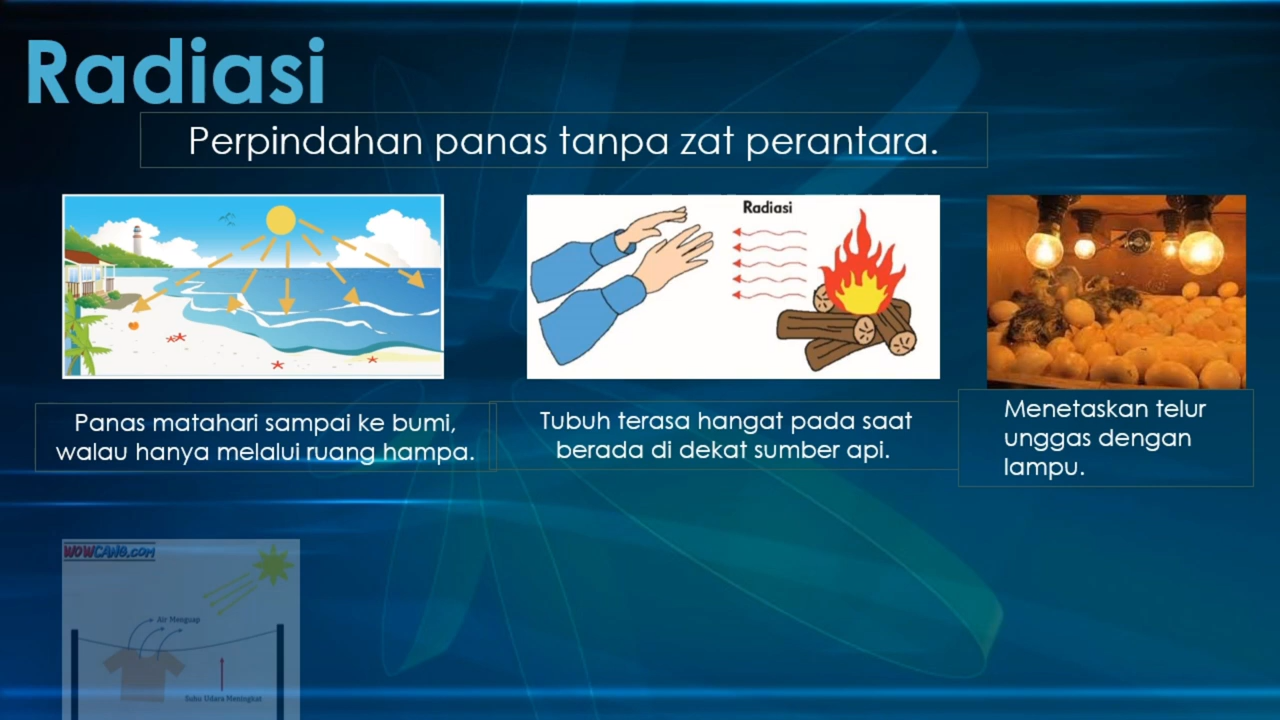 Radiasi
Perpindahan panas tanpa zat perantara.
Radiasi
Panas matahari sampai ke bumi,
walau hanya melalui ruang hampa.
Tubuh terasa hangat pada saat
berada di dekat sumber api.
Menetaskan telur
unggas dengan
lampu.
WOWCANG.COM
Air Menguap
Suhu Udara Meningkat